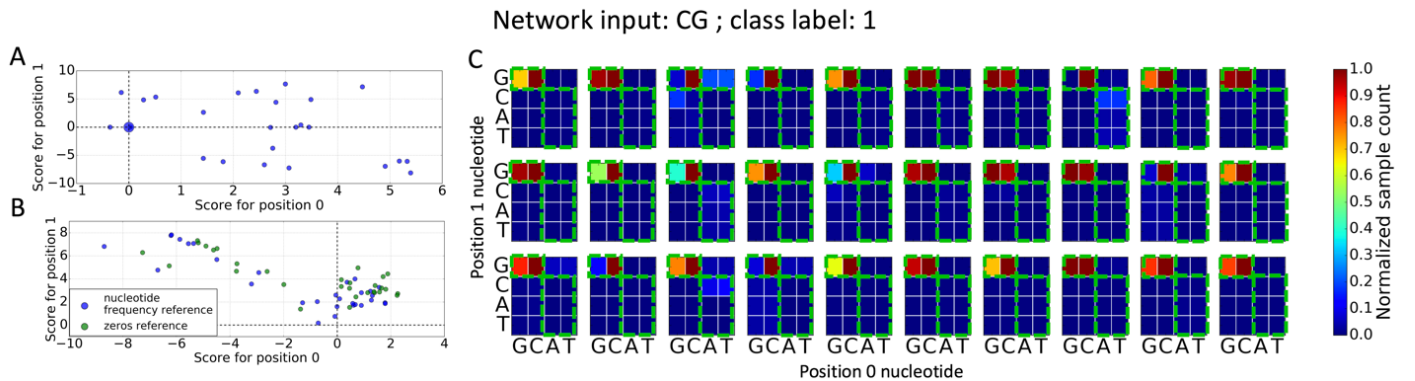 Network input: CG ; class label: 1
A
Score for position 1
10
5
0
−5
−10
−1 0 1 2 3 4 5 6
Score for position 0
B
Score for position 1
8
6
4
2
0
nucleotide
frequency reference
zeros reference
−10 −8 −6 −4 −2 0 2 4
Score for position 0
C
Position 1 nucleotide
G
C
A
T
G
C
A
T
G
C
A
T
GCAT GCAT GCAT GCAT GCAT GCAT GCAT GCAT GCAT GCAT
Position 0 nucleotide
1.0
0.9
0.8
0.7
0.6
0.5
0.4
0.3
0.2
0.1
0.0
Normalized sample count